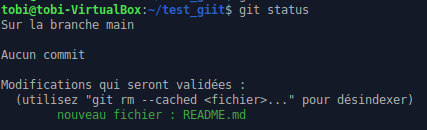 tobi@tobi-VirtualBox:~/test_giit$ git status
Sur la branche main
Aucun commit
Modifications qui seront validées :
(utilisez "git rm --cached <fichier>..." pour désindexer)
nouveau fichier : README.md